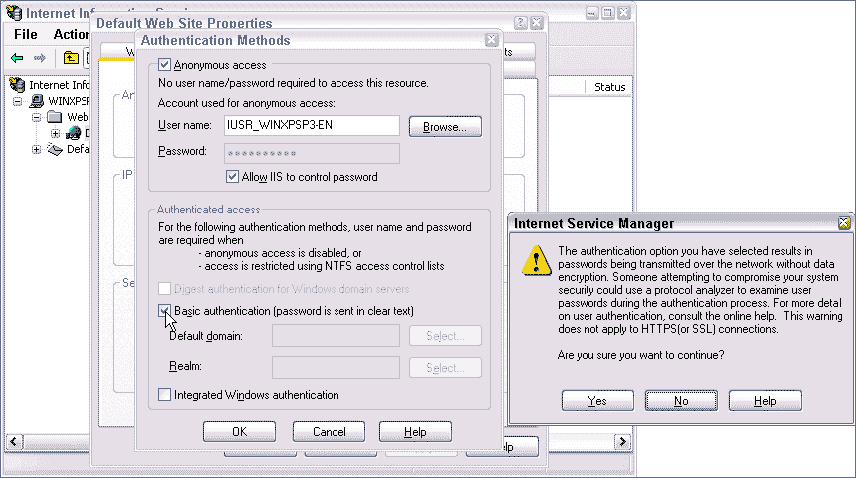 Internet Information
Default Web Site Properties
Authentication Methods
File
Status
Internet Info
Anonymous access
No user name/password required to access this resource.
Account used for anonymous access:
User name:
IUSR_WINXPSP3-EN
Browse...
Password:
**********
Allow IIS to control password
IP
Authenticated access
For the following authentication methods, user name and password
are required when
- anonymous access is disabled, or
- access is restricted using NTFS access control lists
Digest authentication for Windows domain servers
Basic authentication (password is sent in clear text)
Default domain:
Select...
Realm:
Select...
Integrated Windows authentication
OK
Cancel
Help
Internet Service Manager
The authentication option you have selected results in
passwords being transmitted over the network without data
encryption. Someone attempting to compromise your system
security could use a protocol analyzer to examine user
passwords during the authentication process. For more detail
on user authentication, consult the online help. This warning
does not apply to HTTPS(or SSL) connections.
Are you sure you want to continue?
Yes
No
Help